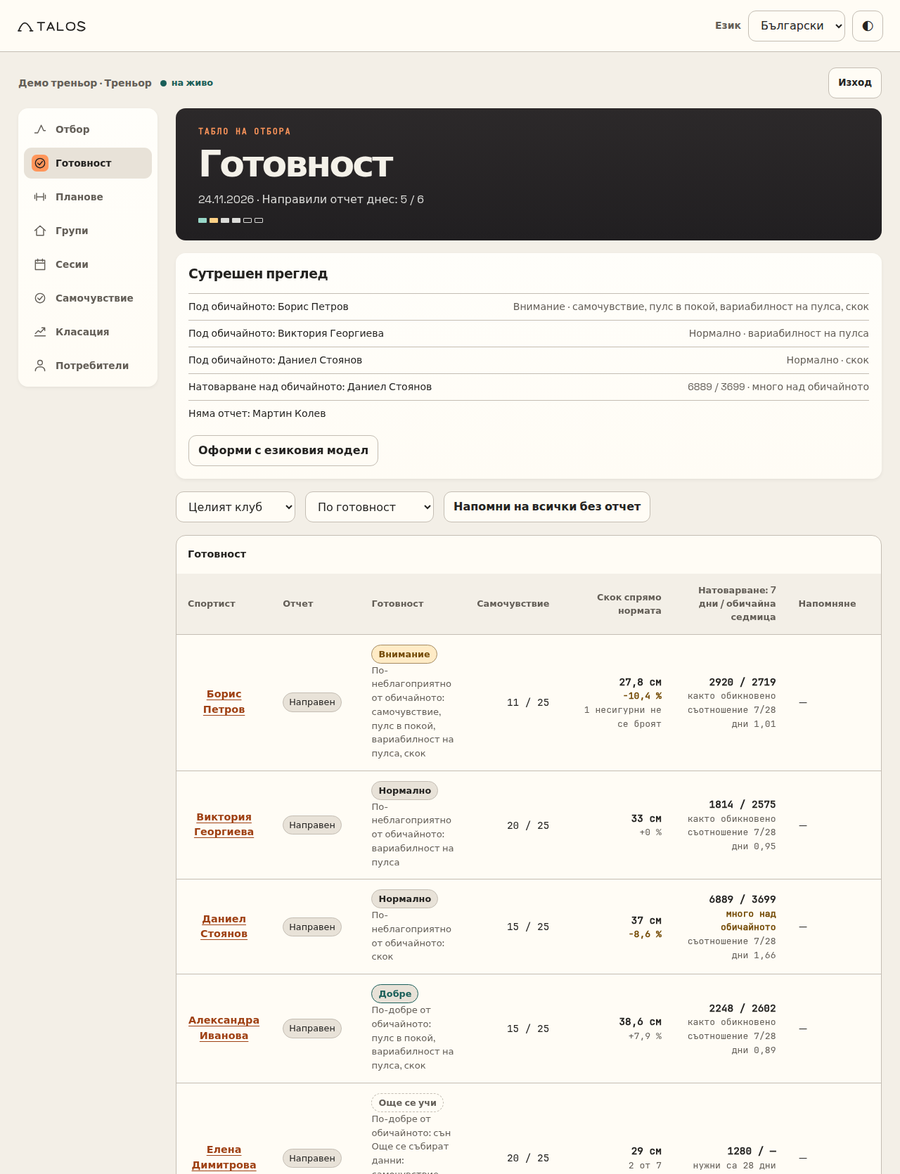 TALOS
Език
Български
Демо треньор · Треньор
на живо
Изход
Отбор
Готовност
Планове
Групи
Сесии
Самочувствие
Класация
Потребители
ТАБЛО НА ОТБОРА
Готовност
24.11.2026 · Направили отчет днес: 5 / 6
Сутрешен преглед
Под обичайното: Борис Петров
Внимание · самочувствие, пулс в покой, вариабилност на пулса, скок
Под обичайното: Виктория Георгиева
Нормално · вариабилност на пулса
Под обичайното: Даниел Стоянов
Нормално · скок
Натоварване над обичайното: Даниел Стоянов
6889 / 3699 · много над обичайното
Няма отчет: Мартин Колев
Оформи с езиковия модел
Целият клуб
По готовност
Напомни на всички без отчет
Готовност
Спортист
Отчет
Готовност
Самочувствие
Скок спрямо
нормата
Натоварване: 7
дни / обичайна
седмица
Напомняне
Борис
Петров
Направен
Внимание
По-
неблагоприятно
от обичайното:
самочувствие,
пулс в покой,
вариабилност на
пулса, скок
11 / 25
27,8 см
-10,4 %
1 несигурни не
се броят
2920 / 2719
както обикновено
съотношение 7/28
дни 1,01
—
Виктория
Георгиева
Направен
Нормално
По-
неблагоприятно
от обичайното:
вариабилност на
пулса
20 / 25
33 см
+0 %
1814 / 2575
както обикновено
съотношение 7/28
дни 0,95
—
Даниел
Стоянов
Направен
Нормално
По-
неблагоприятно
от обичайното:
скок
15 / 25
37 см
-8,6 %
6889 / 3699
много над
обичайното
съотношение 7/28
дни 1,66
—
Александра
Иванова
Направен
Добре
По-добре от
обичайното:
пулс в покой,
вариабилност на
пулса, скок
15 / 25
38,6 см
+7,9 %
2248 / 2602
както обикновено
съотношение 7/28
дни 0,89
—
Елена
Димитрова
Направен
Още се учи
По-добре от
обичайното: сън
Още се събират
данни:
20 / 25
29 см
2 от 7
1280 / —
нужни са 28 дни
—